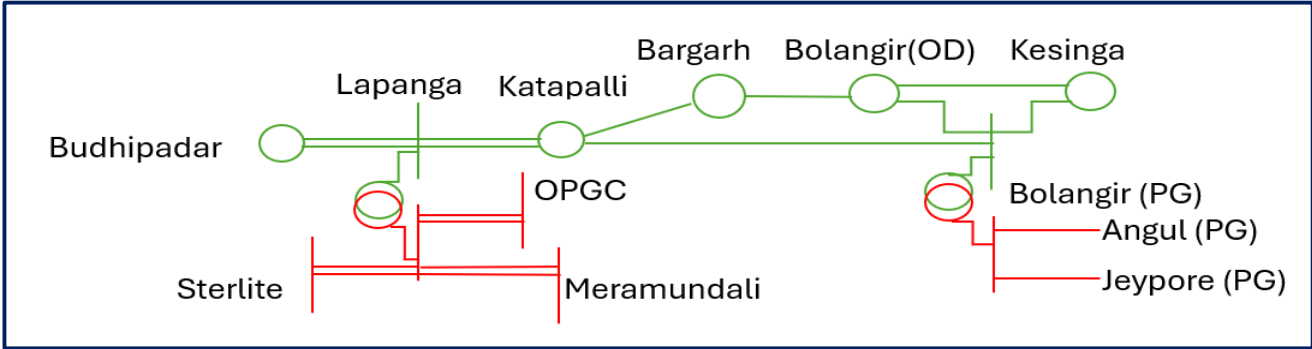 Bargarh
Bolangir(OD)
Kesinga
Lapanga
Katapalli
Budhipadar
OPGC
Bolangir (PG)
Angul (PG)
Sterlite
Meramundali
Jeypore (PG)